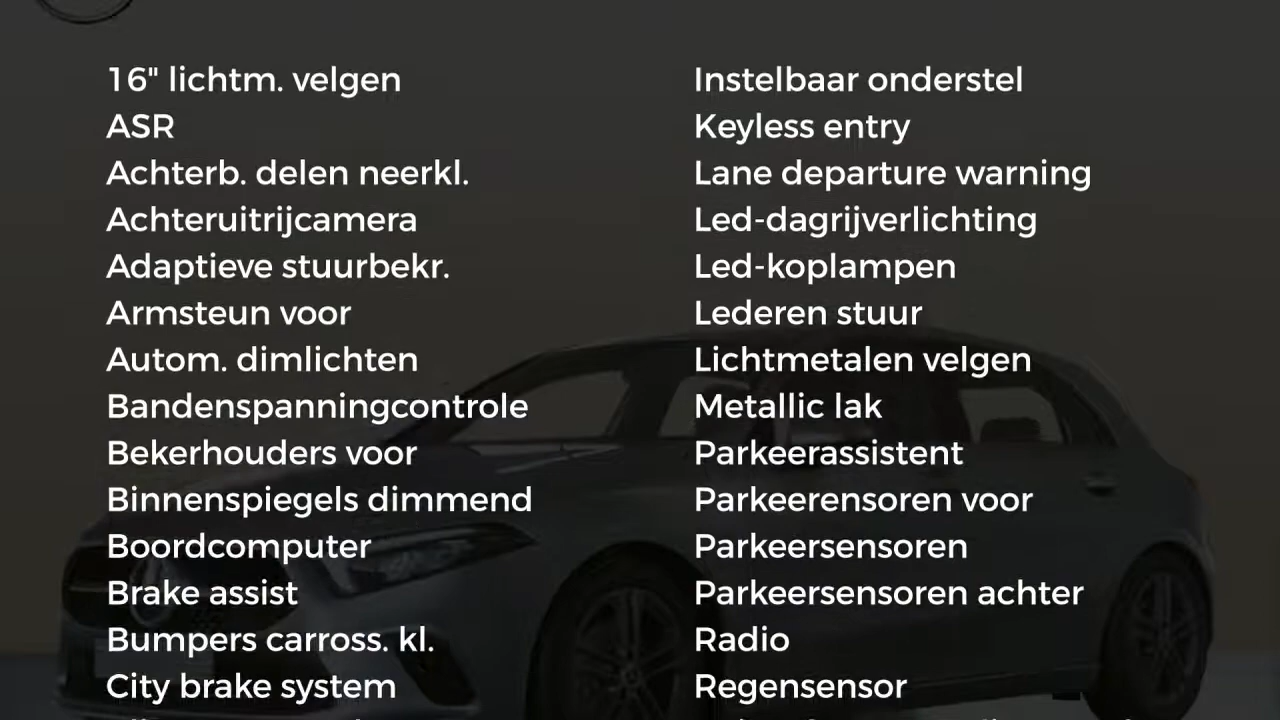 16" lichtm. velgen
ASR
Achterb. delen neerkl.
Achteruitrijcamera
Adaptieve stuurbekr.
Armsteun voor
Autom. dimlichten
Bandenspanningcontrole
Bekerhouders voor
Binnenspiegels dimmend
Boordcomputer
Brake assist
Bumpers carross. kl.
City brake system
Instelbaar onderstel
Keyless entry
Lane departure warning
Led-dagrijverlichting
Led-koplampen
Lederen stuur
Lichtmetalen velgen
Metallic lak
Parkeerassistent
Parkeerensoren voor
Parkeersensoren
Parkeersensoren achter
Radio
Regensensor